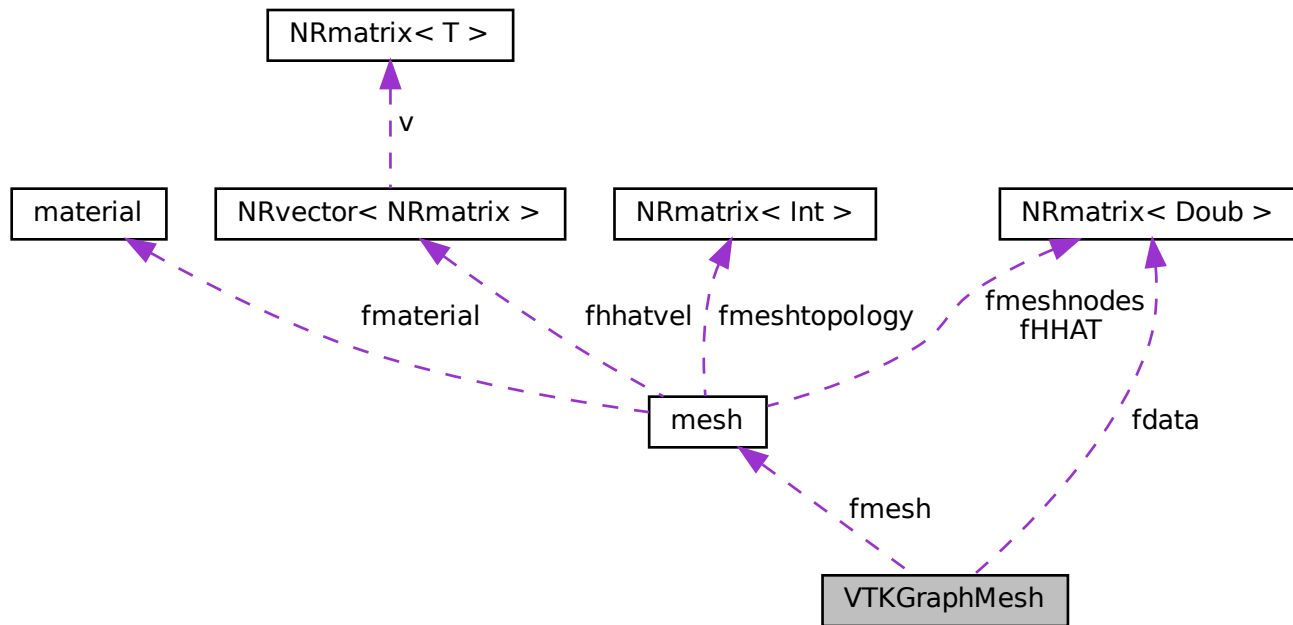 NRmatrix< T >
v
material
NRvector< NRmatrix >
NRmatrix< Int >
NRmatrix< Doub >
fmaterial
fhhatvel
fmeshtopology
fmeshnodes
fHHAT
mesh
fdata
fmesh
VTKGraphMesh